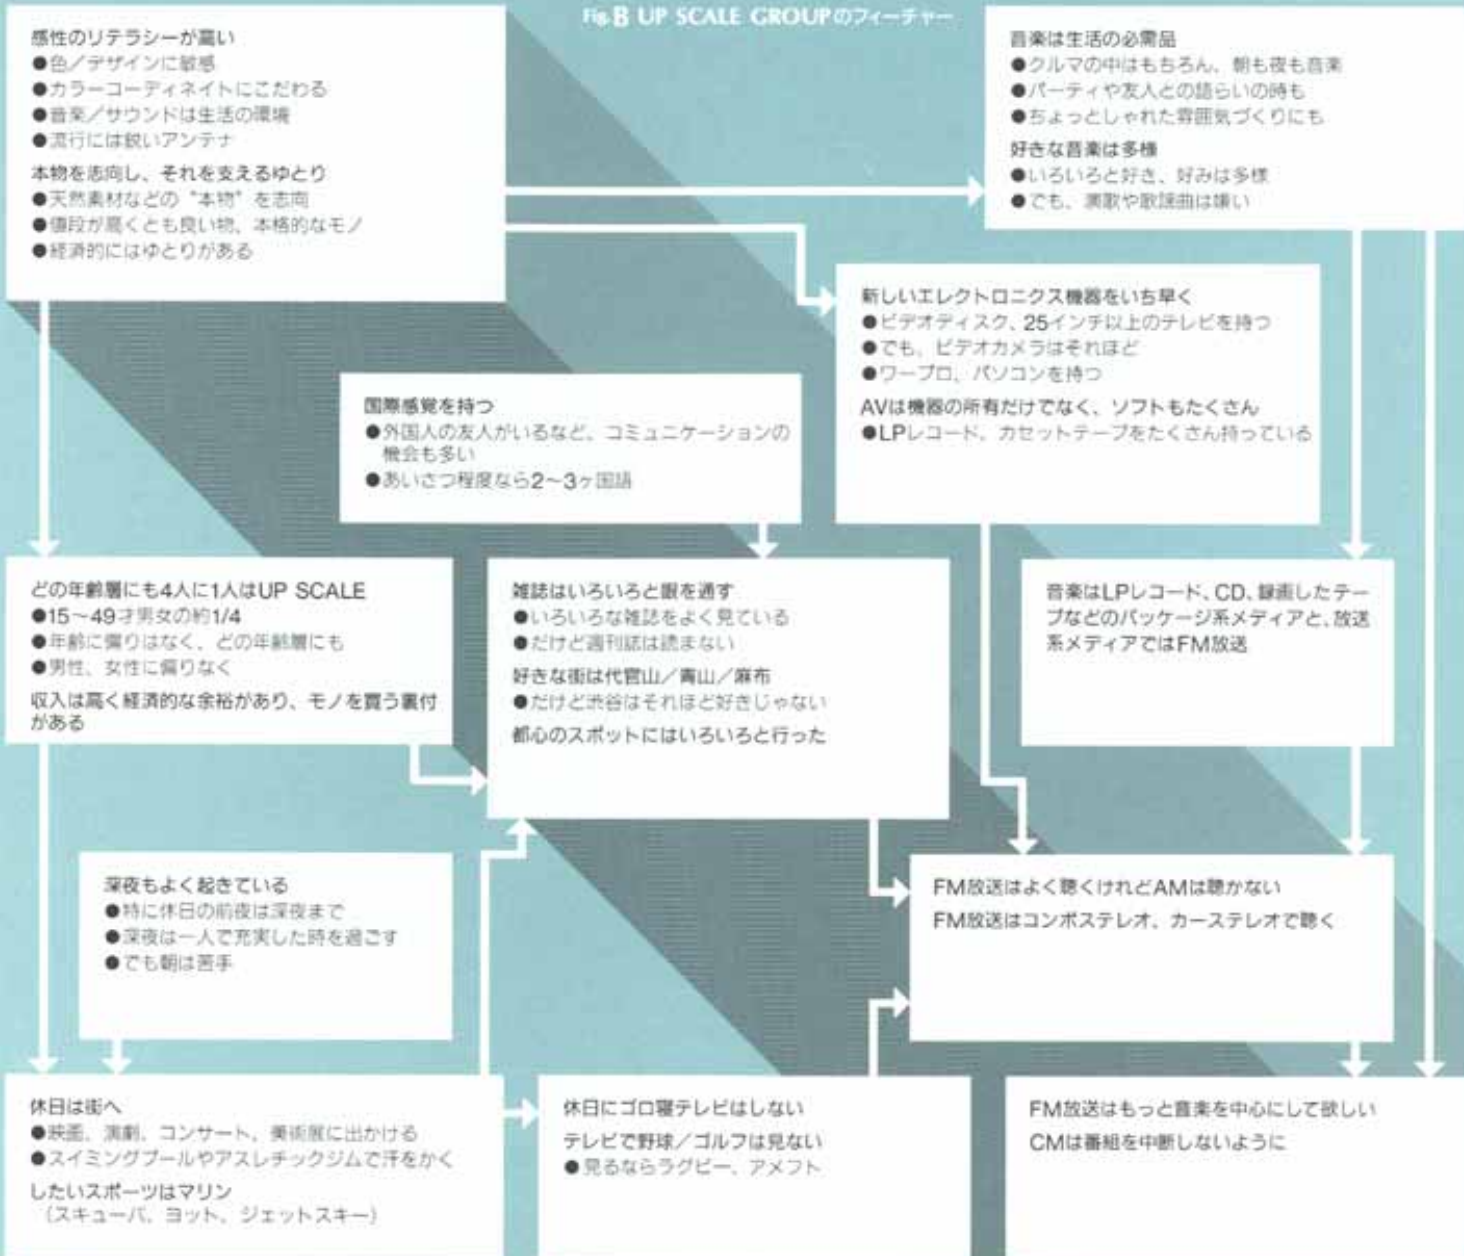 Fig.B UP SCALE GROUPのフィーチャー
感性のリテラシーが高い
●色／デザインに敏感
●カラーコーディネイトにこだわる
●音楽／サウンドは生活の環境
●流行には鋭いアンテナ
本物を志向し、それを支えるゆとり
●天然素材などの“本物”を志向
●値段が高くとも良い物、本格的なモノ
●経済的にはゆとりがある
音楽は生活の必需品
●クルマの中はもちろん、朝も夜も音楽
●パーティや友人との語らいの時も
●ちょっとしゃれた雰囲気づくりにも
好きな音楽は多様
●いろいろと好き、好みは多様
●でも、演歌や歌謡曲は嫌い
新しいエレクトロニクス機器をいち早く
●ビデオディスク、25インチ以上のテレビを持つ
●でも、ビデオカメラはそれほど
●ワープロ、パソコンを持つ
AVは機器の所有だけでなく、ソフトもたくさん
●LPレコード、カセットテープをたくさん持っている
国際感覚を持つ
●外国人の友人がいるなど、コミュニケーションの
機会も多い
●あいさつ程度なら2〜3ヶ国語
どの年齢層にも4人に1人はUP SCALE
●15〜49才男女の約1/4
●年齢に偏りはなく、どの年齢層にも
●男性、女性に偏りなく
収入は高く経済的な余裕があり、モノを買う裏付
がある
雑誌はいろいろと眼を通す
●いろいろな雑誌をよく見ている
●だけど週刊誌は読まない
好きな街は代官山／青山／麻布
●だけど渋谷はそれほど好きじゃない
都心のスポットにはいろいろと行った
音楽はLPレコード、CD、録画したテー
プなどのパッケージ系メディアと、放送
系メディアではFM放送
深夜もよく起きている
●特に休日の前夜は深夜まで
●深夜は一人で充実した時を過ごす
●でも朝は苦手
FM放送はよく聴くけれどAMは聴かない
FM放送はコンポステレオ、カーステレオで聴く
休日は街へ
●映画、演劇、コンサート、美術展に出かける
●スイミングプールやアスレチックジムで汗をかく
したいスポーツはマリン
（スキューバ、ヨット、ジェットスキー）
休日にゴロ寝テレビはしない
テレビで野球／ゴルフは見ない
●見るならラグビー、アメフト
FM放送はもっと音楽を中心にして欲しい
CMは番組を中断しないように